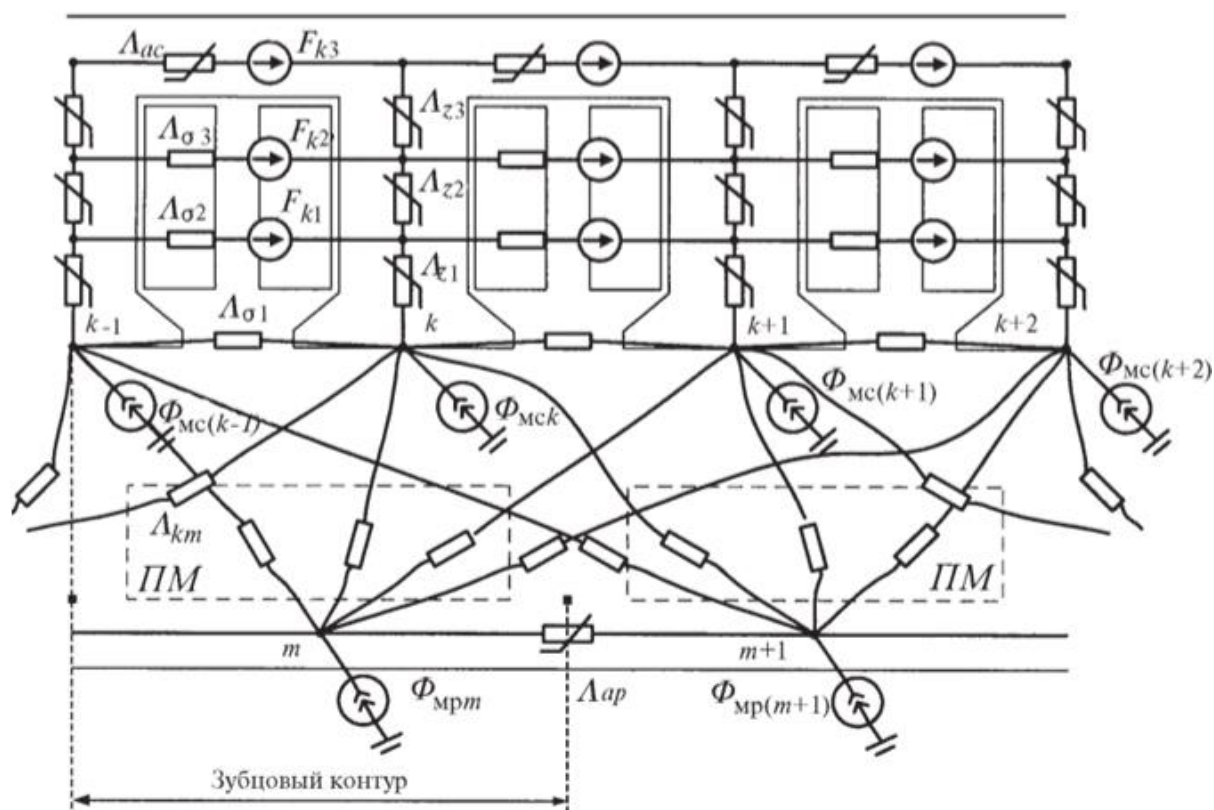 Λac
Fk3
Λz3
Λσ3
Fk2
Λz2
Λσ2
Fk1
Λz1
Λσ1
k-1
k
k+1
k+2
Φмс(k-1)
Φмсk
Φмс(k+1)
Φмс(k+2)
Λkm
ПМ
ПМ
m
m+1
Φмрm
Λap
Φмр(m+1)
Зубцовый контур